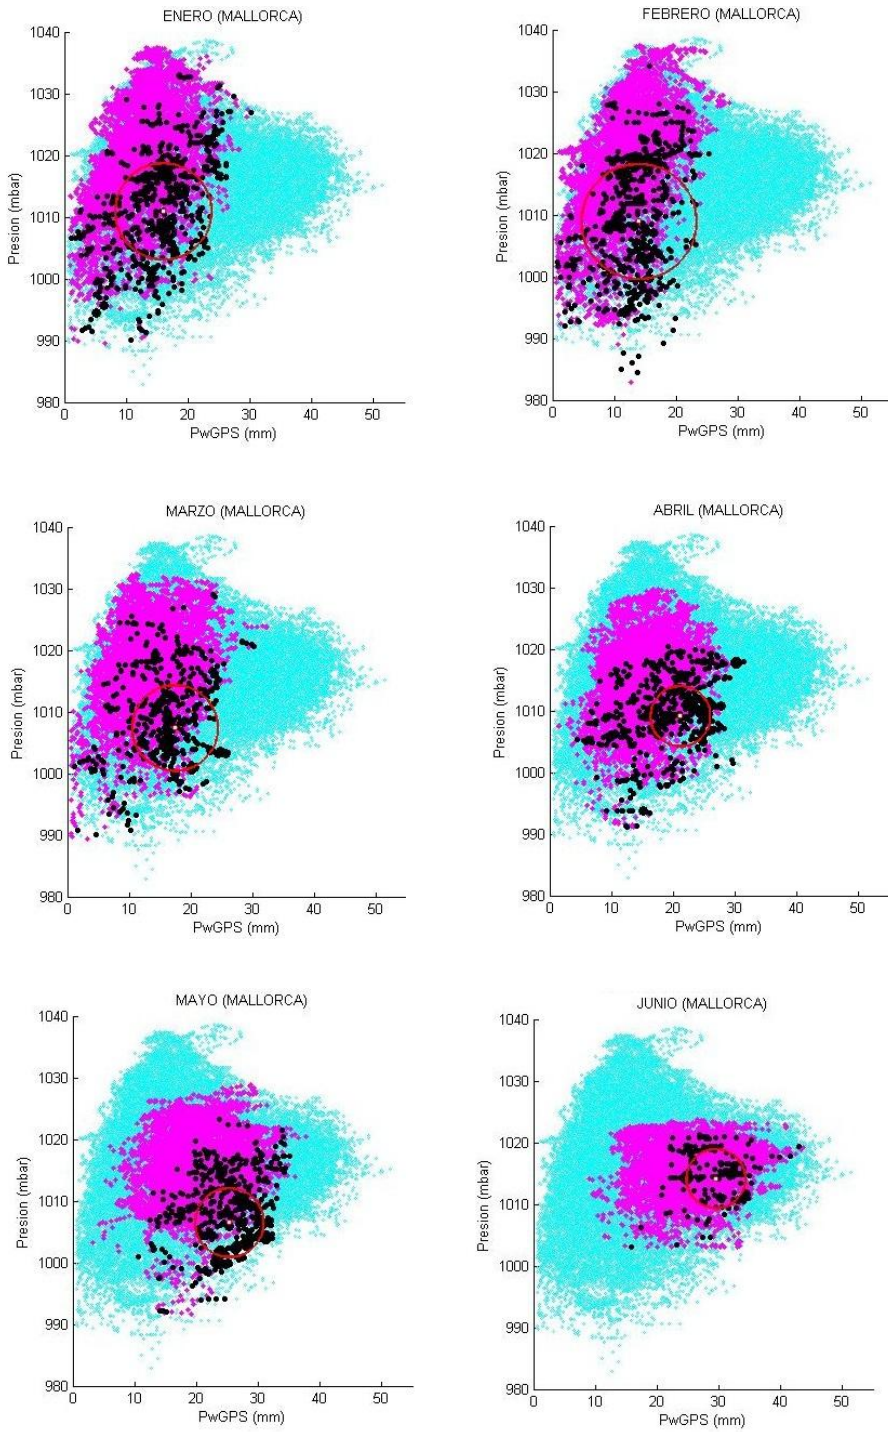 ENERO (MALLORCA)
1040
1030
1020
1010
1000
990
980
Presion (mbar)
0 10 20 30 40 50
PwGPS (mm)
FEBRERO (MALLORCA)
1040
1030
1020
1010
1000
990
980
Presion (mbar)
0 10 20 30 40 50
PwGPS (mm)
MARZO (MALLORCA)
1040
1030
1020
1010
1000
990
980
Presion (mbar)
0 10 20 30 40 50
PwGPS (mm)
ABRIL (MALLORCA)
1040
1030
1020
1010
1000
990
980
Presion (mbar)
0 10 20 30 40 50
PwGPS (mm)
MAYO (MALLORCA)
1040
1030
1020
1010
1000
990
980
Presion (mbar)
0 10 20 30 40 50
PwGPS (mm)
JUNIO (MALLORCA)
1040
1030
1020
1010
1000
990
980
Presion (mbar)
0 10 20 30 40 50
PwGPS (mm)